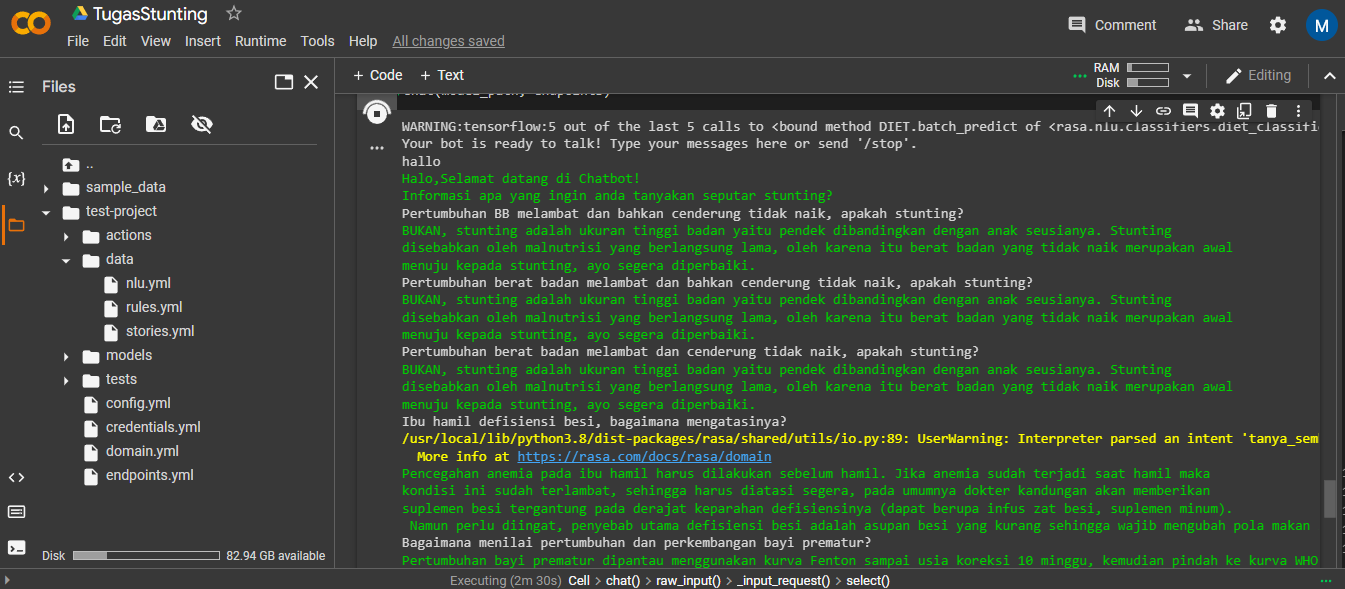 TugasStunting
File Edit View Insert Runtime Tools Help All changes saved
Comment Share M
Files
+ Code + Text
RAM
Disk
Editing
..
sample_data
test-project
actions
data
nlu.yml
rules.yml
stories.yml
models
tests
config.yml
credentials.yml
domain.yml
endpoints.yml
Disk 82.94 GB available
WARNING:tensorflow:5 out of the last 5 calls to <bound method DIET.batch_predict of <rasa.nlu.classifiers.diet_classifi
Your bot is ready to talk! Type your messages here or send '/stop'.
hallo
Halo,Selamat datang di Chatbot!
Informasi apa yang ingin anda tanyakan seputar stunting?
Pertumbuhan BB melambat dan bahkan cenderung tidak naik, apakah stunting?
BUKAN, stunting adalah ukuran tinggi badan yaitu pendek dibandingkan dengan anak seusianya. Stunting
disebabkan oleh malnutrisi yang berlangsung lama, oleh karena itu berat badan yang tidak naik merupakan awal
menuju kepada stunting, ayo segera diperbaiki.
Pertumbuhan berat badan melambat dan bahkan cenderung tidak naik, apakah stunting?
BUKAN, stunting adalah ukuran tinggi badan yaitu pendek dibandingkan dengan anak seusianya. Stunting
disebabkan oleh malnutrisi yang berlangsung lama, oleh karena itu berat badan yang tidak naik merupakan awal
menuju kepada stunting, ayo segera diperbaiki.
Pertumbuhan berat badan melambat dan cenderung tidak naik, apakah stunting?
BUKAN, stunting adalah ukuran tinggi badan yaitu pendek dibandingkan dengan anak seusianya. Stunting
disebabkan oleh malnutrisi yang berlangsung lama, oleh karena itu berat badan yang tidak naik merupakan awal
menuju kepada stunting, ayo segera diperbaiki.
Ibu hamil defisiensi besi, bagaimana mengatasinya?
/usr/local/lib/python3.8/dist-packages/rasa/shared/utils/io.py:89: UserWarning: Interpreter parsed an intent 'tanya_sem
More info at https://rasa.com/docs/rasa/domain
Pencegahan anemia pada ibu hamil harus dilakukan sebelum hamil. Jika anemia sudah terjadi saat hamil maka
kondisi ini sudah terlambat, sehingga harus diatasi segera, pada umumnya dokter kandungan akan memberikan
suplemen besi tergantung pada derajat keparahan defisiensinya (dapat berupa infus zat besi, suplemen minum).
Namun perlu diingat, penyebab utama defisiensi besi adalah asupan besi yang kurang sehingga wajib mengubah pola makan
Bagaimana menilai pertumbuhan dan perkembangan bayi prematur?
Pertumbuhan bayi prematur dipantau menggunakan kurva Fenton sampai usia koreksi 10 minggu, kemudian pindah ke kurva WHO
Executing (2m 30s) Cell > chat() > raw_input() > _input_request() > select()